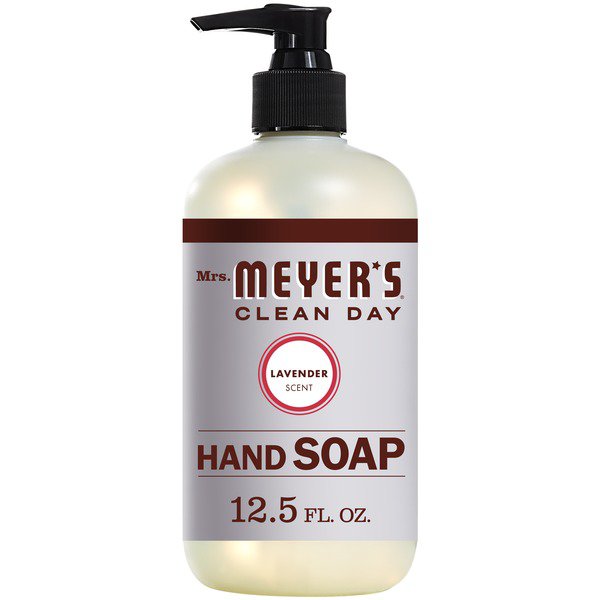 Mrs. MEYER'S®
CLEAN DAY
LAVENDER
SCENT
HAND SOAP
12.5 FL. OZ.